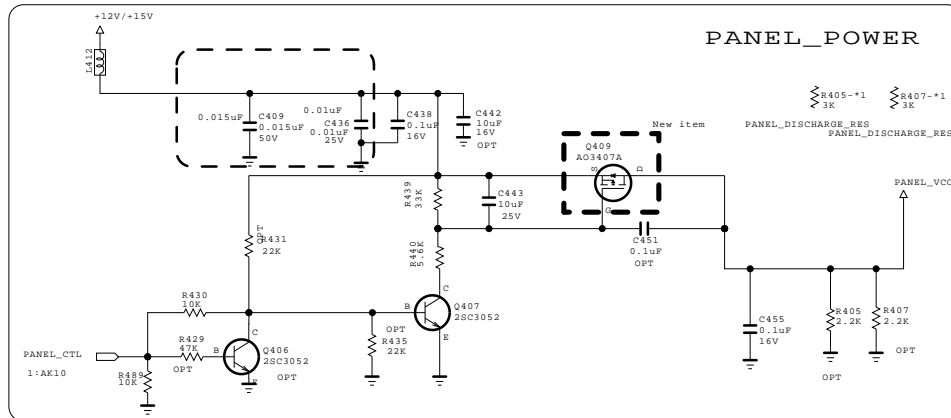 +12V/+15V
PANEL_POWER
L412
0.015uF
C409
0.015uF
50V
0.01uF
C436
0.01uF
25V
C438
0.1uF
16V
C442
10uF
16V
OPT
R405-*1
3K
PANEL_DISCHARGE_RES
R407-*1
3K
PANEL_DISCHARGE_RES
New item
Q409
AO3407A
S
D
G
PANEL_VCC
R439
33K
C443
10uF
25V
C451
0.1uF
OPT
R431
22K
OPT
R440
5.6K
R430
10K
R429
47K
OPT
PANEL_CTL
1:AK10
R489
10K
B
C
E
Q406
2SC3052
OPT
OPT
R435
22K
B
C
E
Q407
2SC3052
C455
0.1uF
16V
R405
2.2K
OPT
R407
2.2K
OPT